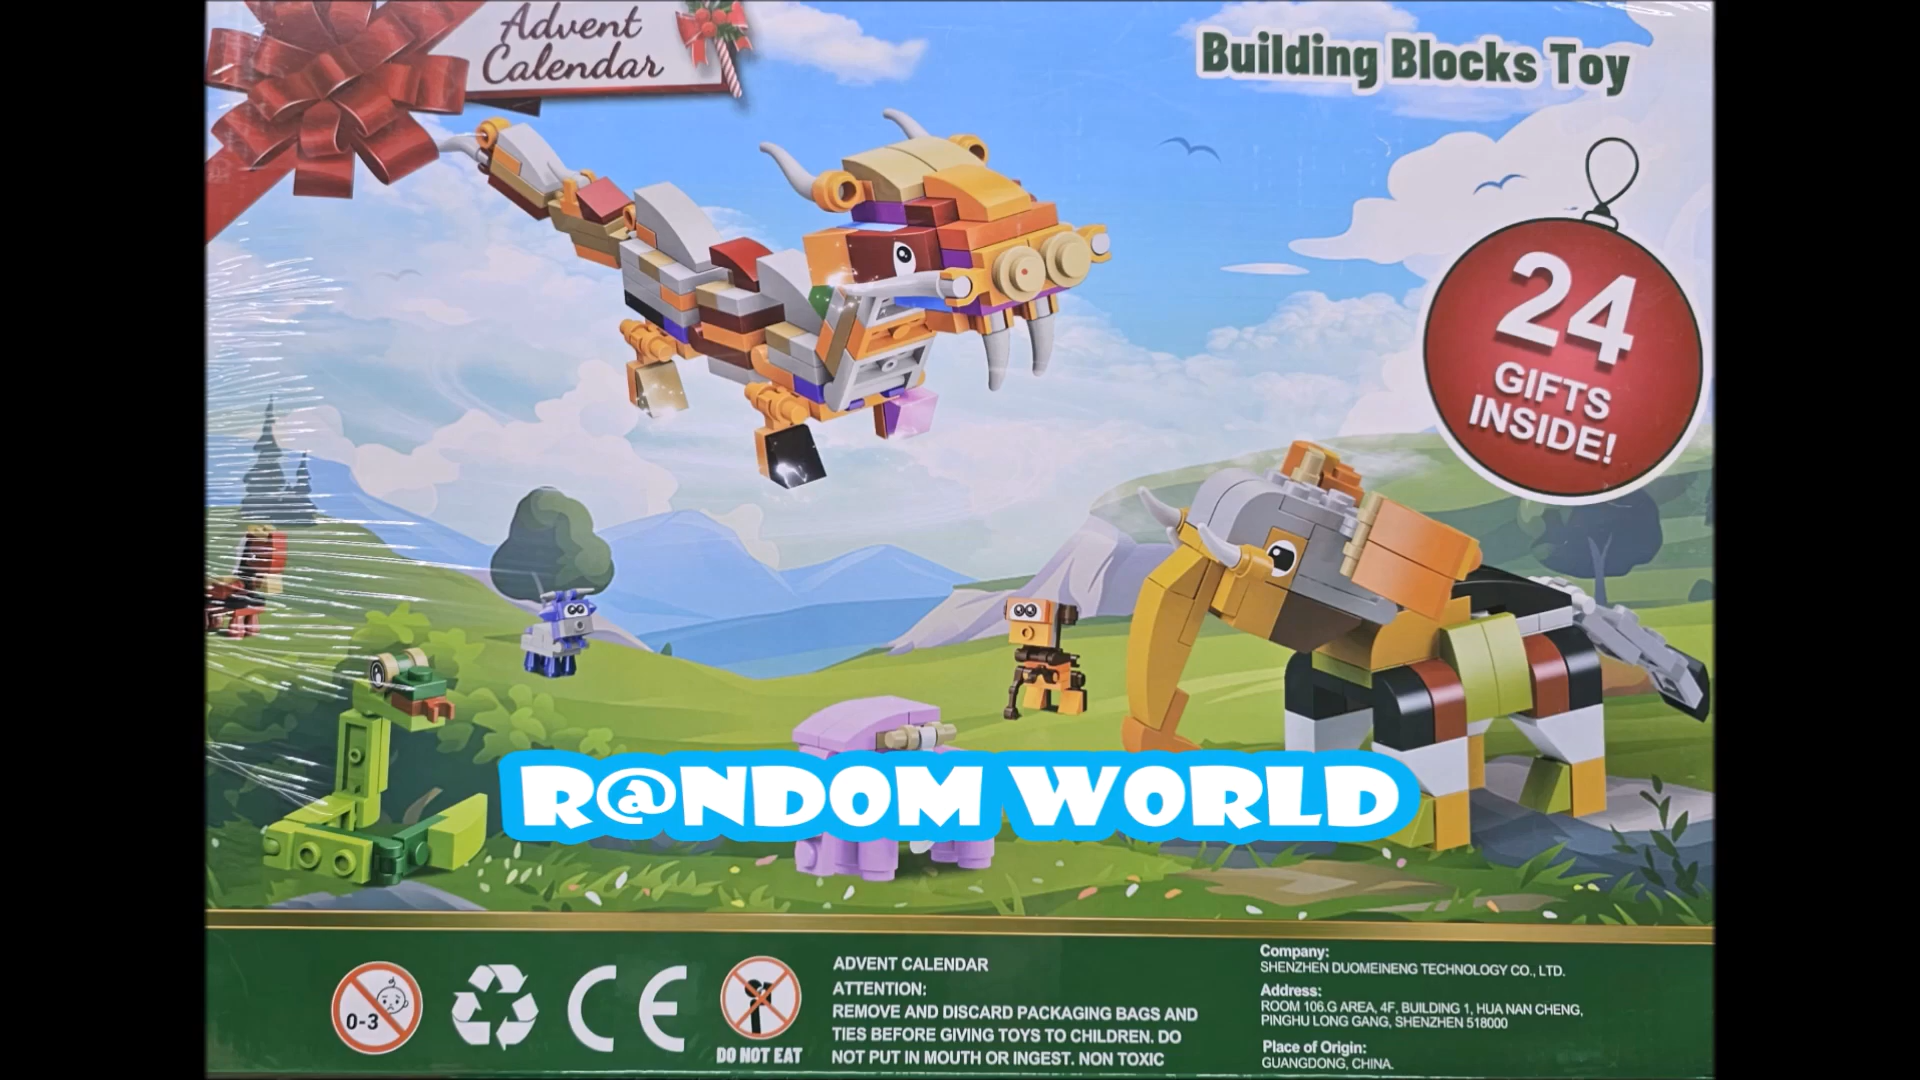 Advent
Calendar
Building Blocks Toy
24
GIFTS
INSIDE!
R@NDOM WORLD
0-3
CE
DO NOT EAT
ADVENT CALENDAR
ATTENTION:
REMOVE AND DISCARD PACKAGING BAGS AND
TIES BEFORE GIVING TOYS TO CHILDREN. DO
NOT PUT IN MOUTH OR INGEST. NON TOXIC
Company:
SHENZHEN DUOMEINENG TECHNOLOGY CO., LTD.
Address:
ROOM 106.G AREA, 4F, BUILDING 1, HUA NAN CHENG,
PINGHU LONG GANG, SHENZHEN 518000
Place of Origin:
GUANGDONG, CHINA.